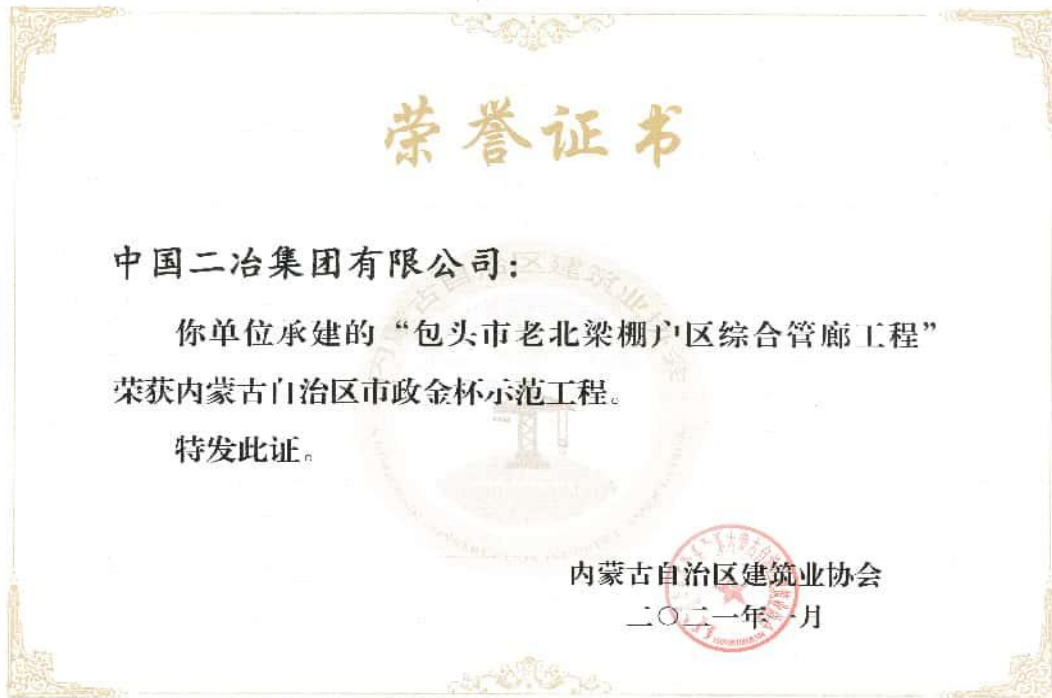 荣誉证书
中国二冶集团有限公司：
你单位承建的“包头市老北梁棚户区综合管廊工程”
荣获内蒙古自治区市政金杯示范工程。
特发此证。
内蒙古自治区建筑业协会
二〇二一年一月